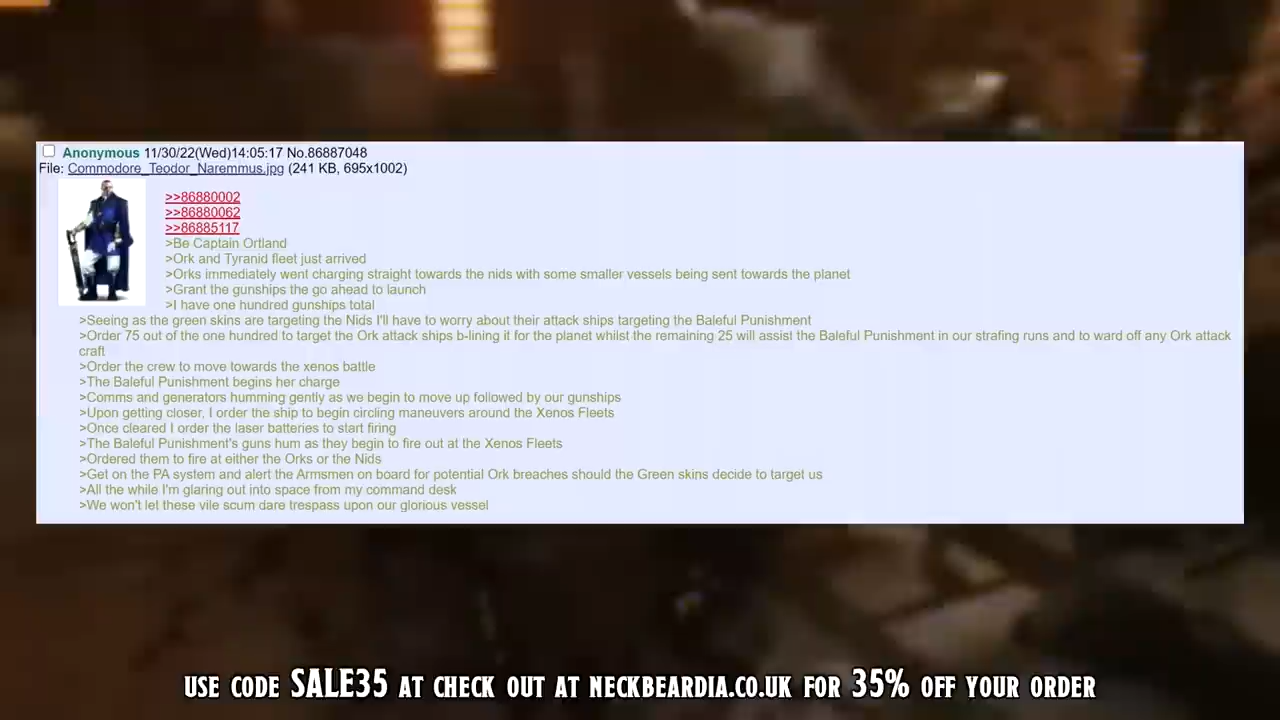 Anonymous 11/30/22(Wed)14:05:17 No.86887048
File: Commodore_Teodor_Naremmus.jpg (241 KB, 695x1002)
>>86880002
>>86880062
>>86885117
>Be Captain Ortland
>Ork and Tyranid fleet just arrived
>Orks immediately went charging straight towards the nids with some smaller vessels being sent towards the planet
>Grant the gunships the go ahead to launch
>I have one hundred gunships total
>Seeing as the green skins are targeting the Nids I'll have to worry about their attack ships targeting the Baleful Punishment
>Order 75 out of the one hundred to target the Ork attack ships b-lining it for the planet whilst the remaining 25 will assist the Baleful Punishment in our strafing runs and to ward off any Ork attack
craft
>Order the crew to move towards the xenos battle
>The Baleful Punishment begins her charge
>Comms and generators humming gently as we begin to move up followed by our gunships
>Upon getting closer, I order the ship to begin circling maneuvers around the Xenos Fleets
>Once cleared I order the laser batteries to start firing
>The Baleful Punishment's guns hum as they begin to fire out at the Xenos Fleets
>Ordered them to fire at either the Orks or the Nids
>Get on the PA system and alert the Armsmen on board for potential Ork breaches should the Green skins decide to target us
>All the while I'm glaring out into space from my command desk
>We won't let these vile scum dare trespass upon our glorious vessel
USE CODE SALE35 AT CHECK OUT AT NECKBEARDIA.CO.UK FOR 35% OFF YOUR ORDER